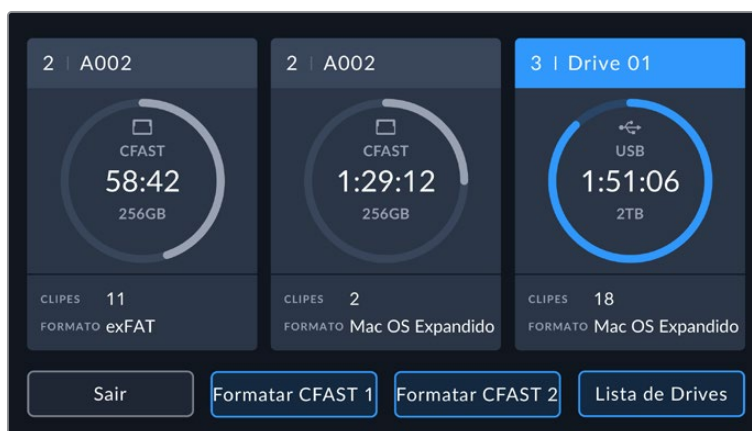 2 | A002
CFAST
58:42
256GB
CLIPES 11
FORMATO exFAT
2 | A002
CFAST
1:29:12
256GB
CLIPES 2
FORMATO Mac OS Expandido
3 | Drive 01
USB
1:51:06
2TB
CLIPES 18
FORMATO Mac OS Expandido
Sair
Formatar CFAST 1
Formatar CFAST 2
Lista de Drives